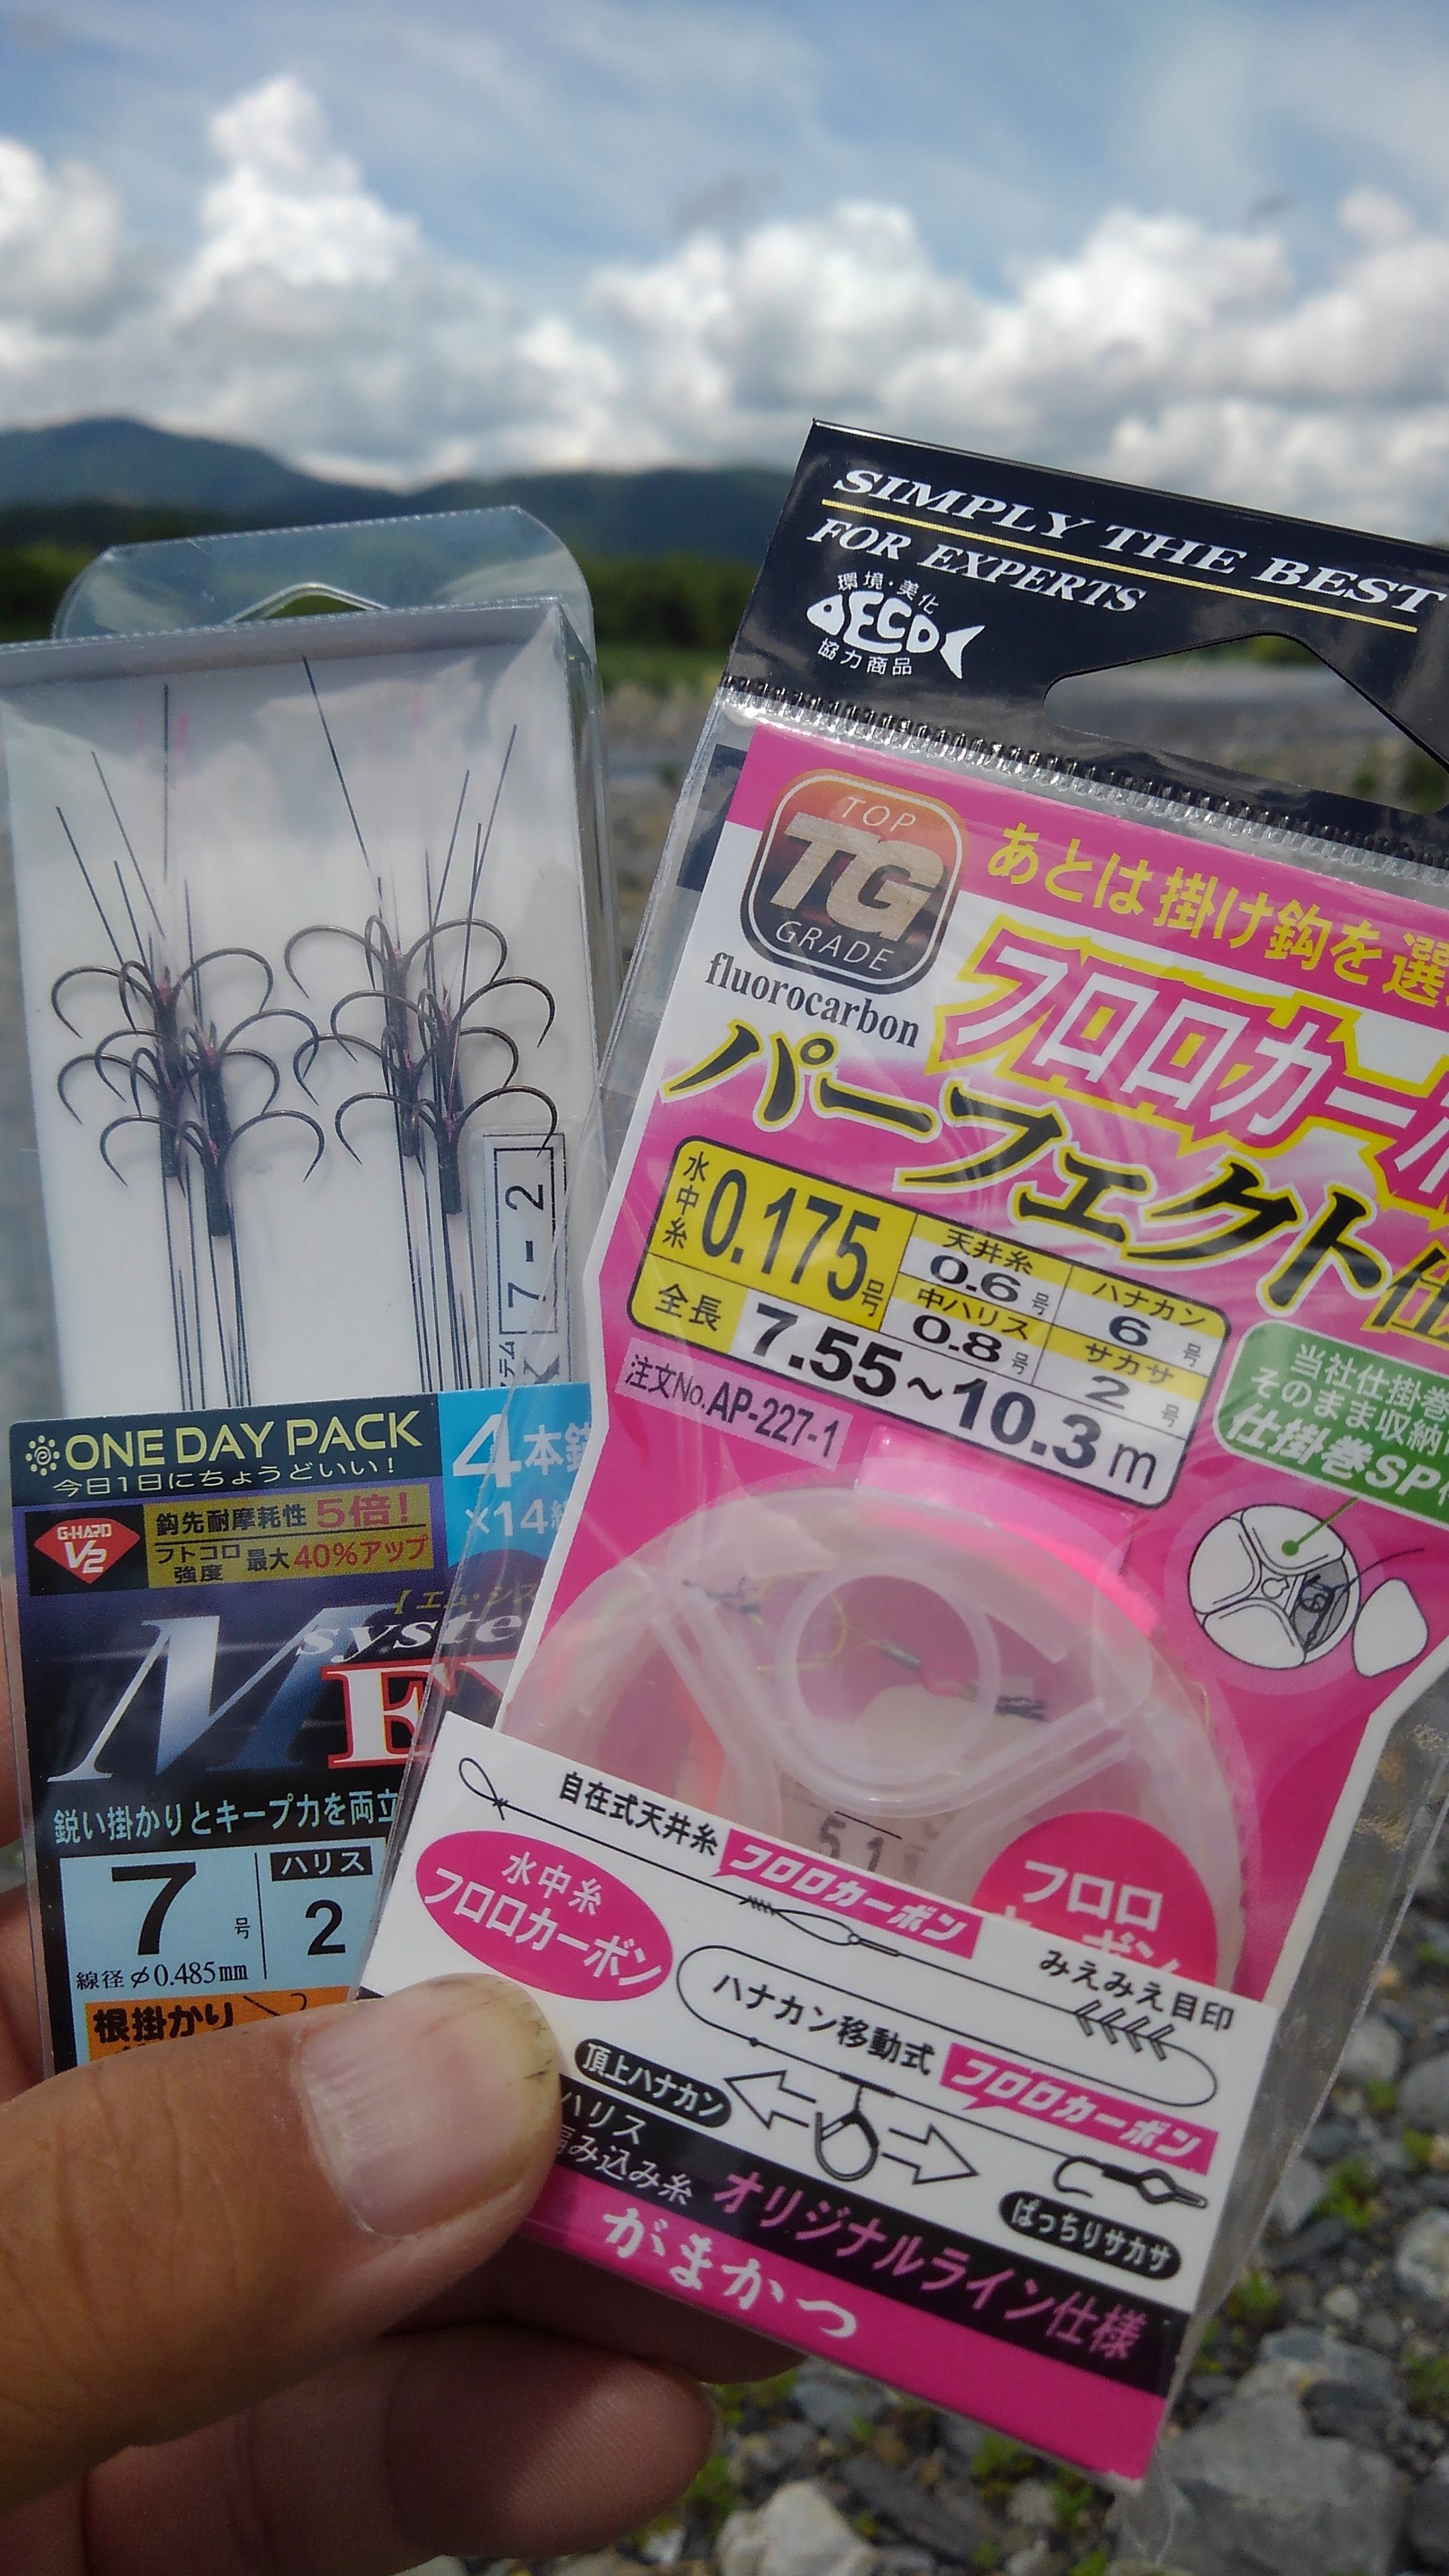 SIMPLY THE BEST
FOR EXPERTS
環境・美化
ECO
協力商品
TOP
TG
GRADE
fluorocarbon
あとは掛け鈎を選
フロロカーボ
パーフェクト仕
水中糸
0.175号
天井糸
0.6号
ハナカン
6号
中ハリス
0.8号
サカサ
2号
全長
7.55~10.3m
注文No.AP-227-1
当社仕掛巻
そのまま収納
仕掛巻SP
自在式天井糸
フロロカーボン
水中糸
フロロカーボン
フロロ
みえみえ目印
ハナカン移動式
フロロカーボン
頂上ハナカン
ぱっちりサカサ
ハリス
編み込み糸
オリジナルライン仕様
がまかつ
7-2
ONE DAY PACK
今日1日にちょうどいい!
4本鈎
×14組
G-HARD
V2
鈎先耐摩耗性5倍!
フトコロ強度
最大40%アップ
エム・シス
M syste
鋭い掛かりとキープ力を両立
7号
ハリス
2
線径φ0.485mm
根掛かり